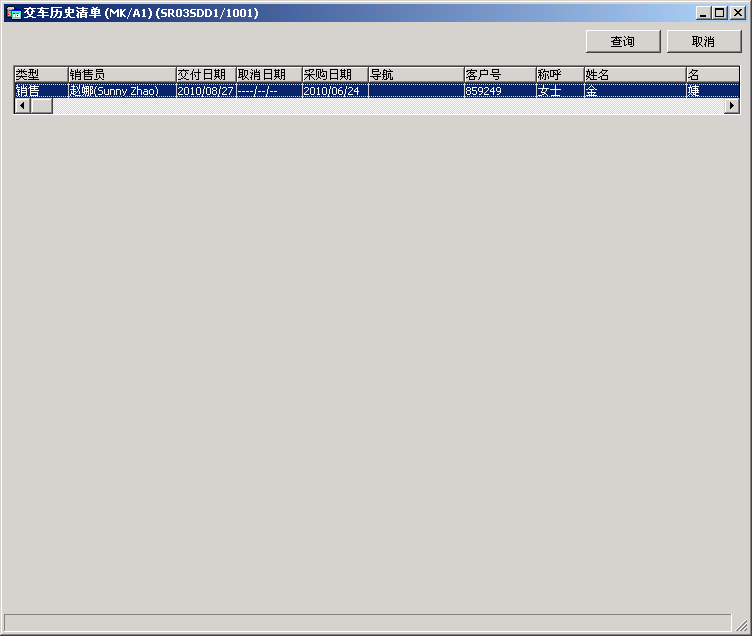 交车历史清单 (MK/A1) (SR03SDD1/1001)
查询 取消
类型 销售员 交付日期 取消日期 采购日期 导航 客户号 称呼 姓名 名
销售 赵娜(Sunny Zhao) 2010/08/27 ----/--/-- 2010/06/24 859249 女士 金 婕